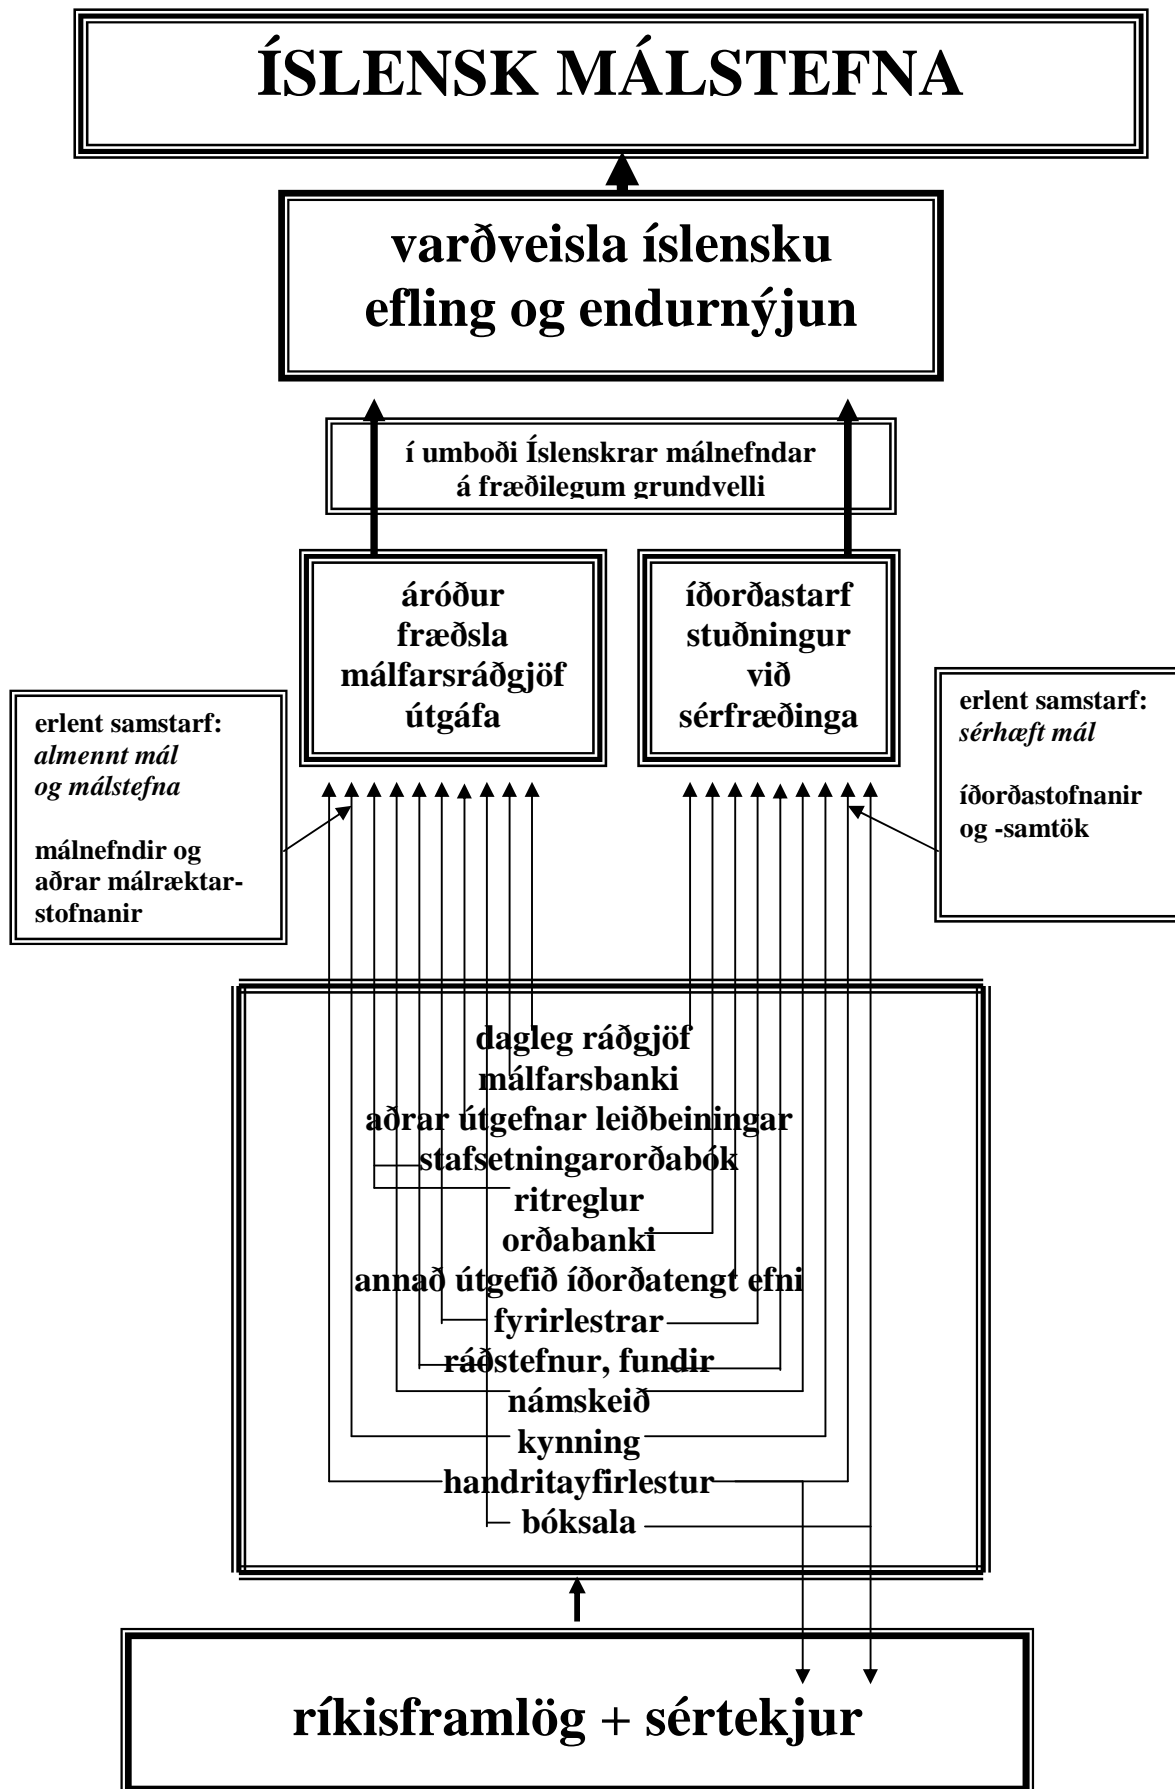 ÍSLENSK MÁLSTEFNA
varðveisla íslensku
efling og endurnýjun
í umboði Íslenskrar málnefndar
á fræðilegum grundvelli
áróður
fræðsla
málfarsráðgjöf
útgáfa
íðorðastarf
stuðningur
við
sérfræðinga
erlent samstarf:
almennt mál
og málstefna
málnefndir og
aðrar málræktar-
stofnanir
erlent samstarf:
sérhæft mál
íðorðastofnanir
og -samtök
dagleg ráðgjöf
málfarsbanki
aðrar útgefnar leiðbeiningar
stafsetningarorðabók
ritreglur
orðabanki
annað útgefið íðorðatengt efni
fyrirlestrar
ráðstefnur, fundir
námskeið
kynning
handritayfirlestur
bóksala
ríkisframlög + sértekjur